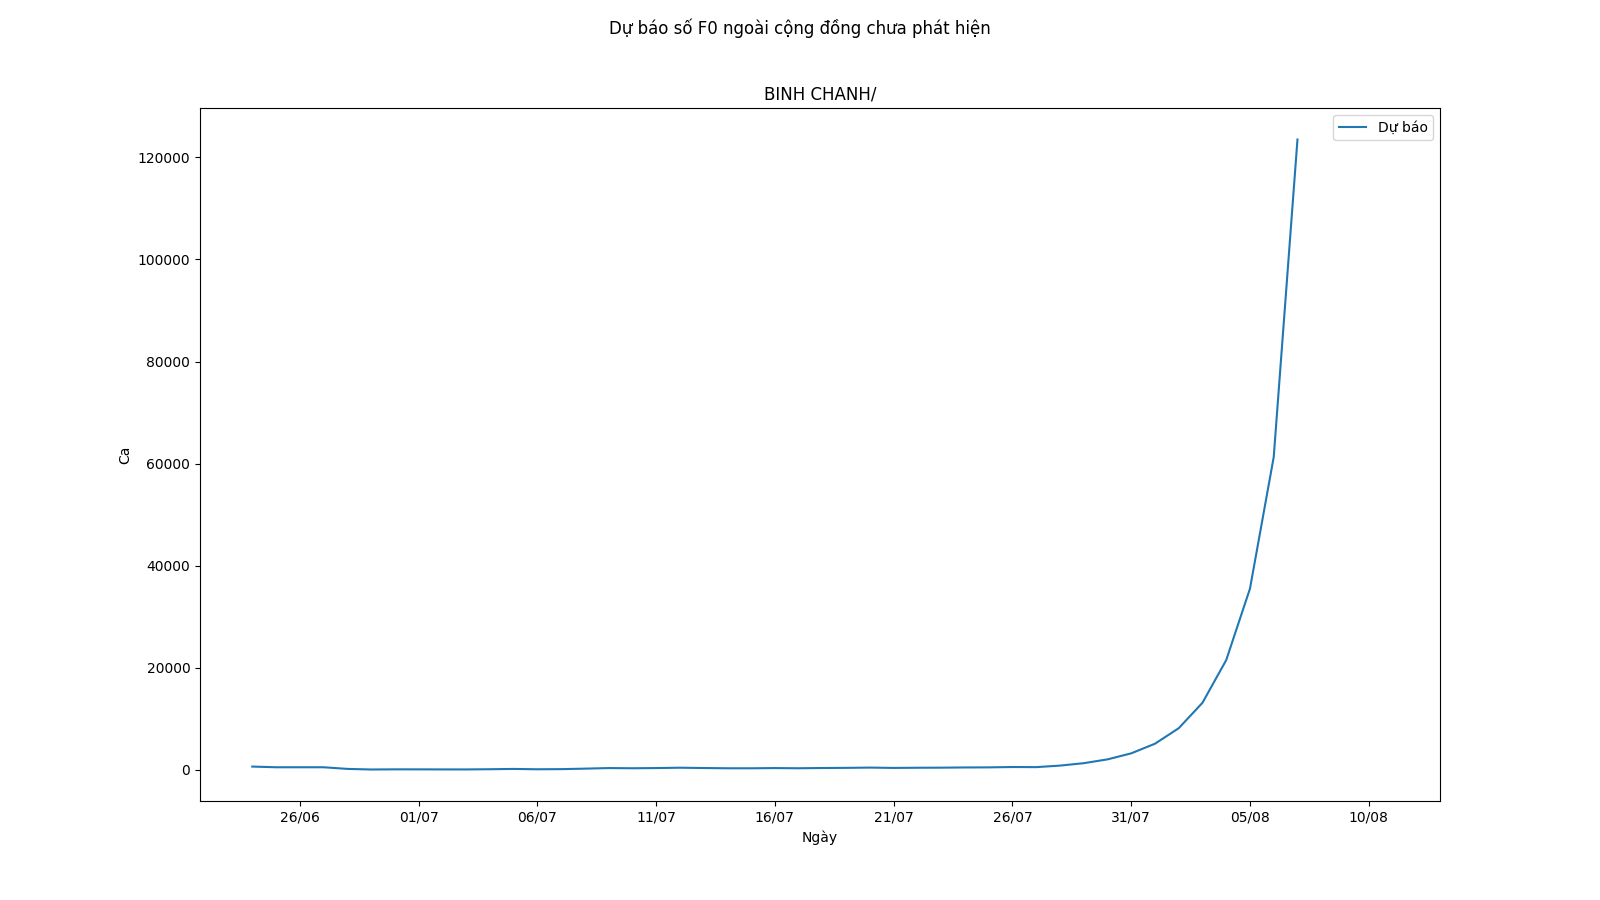 Dự báo số F0 ngoài cộng đồng chưa phát hiện
BINH CHANH/
Dự báo
120000
100000
80000
60000
40000
20000
0
Ca
26/06 01/07 06/07 11/07 16/07 21/07 26/07 31/07 05/08 10/08
Ngày